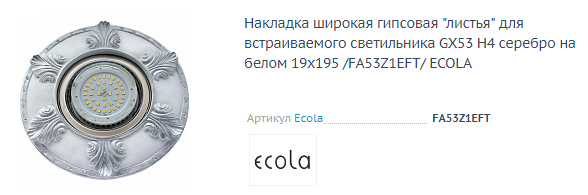 Накладка широкая гипсовая "листья" для
встраиваемого светильника GX53 H4 серебро на
белом 19x195 /FA53Z1EFT/ ECOLA
Артикул Ecola FA53Z1EFT
ecola